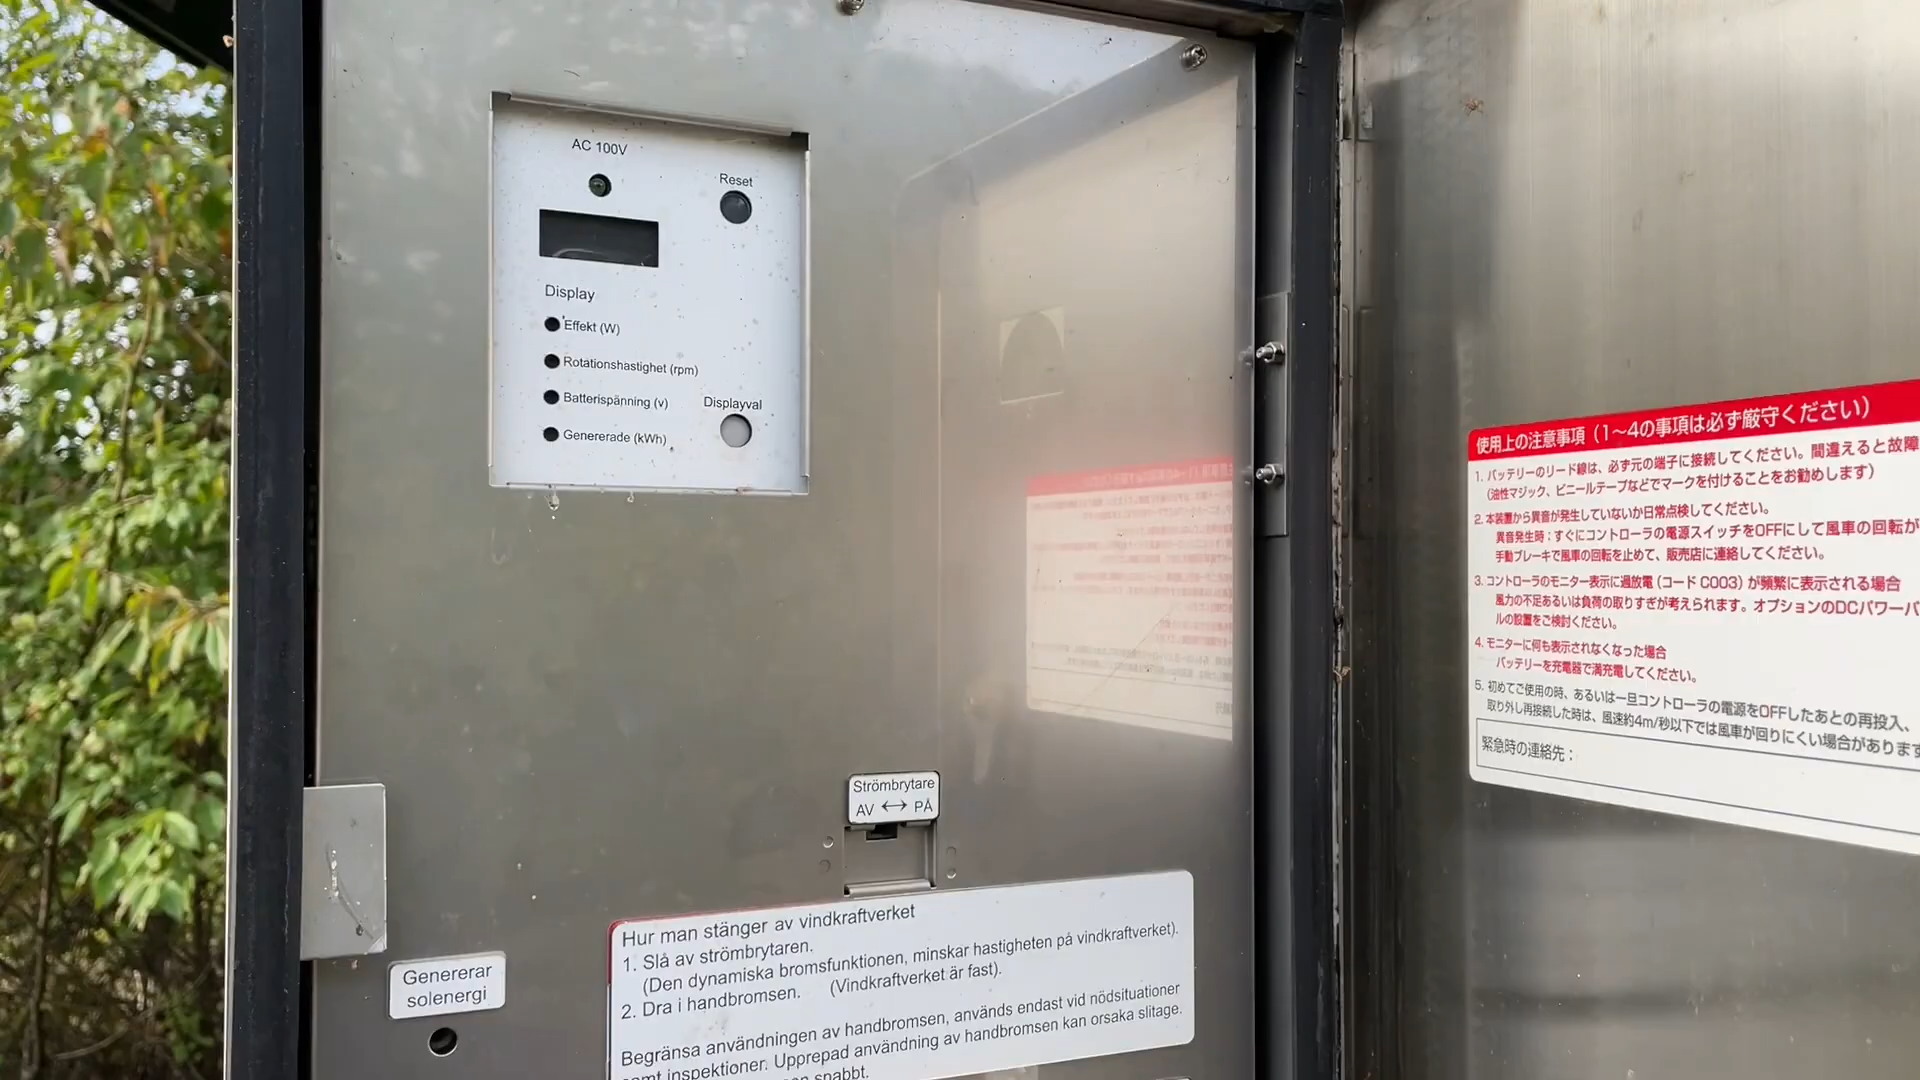 AC 100V
Reset
Display
Effekt (W)
Rotationshastighet (rpm)
Batterispänning (v)
Displayval
Genererade (kWh)
Strömbrytare
AV ↔ PÅ
Genererar
solenergi
Hur man stänger av vindkraftverket
1. Slå av strömbrytaren.
(Den dynamiska bromsfunktionen, minskar hastigheten på vindkraftverket).
2. Dra i handbromsen. (Vindkraftverket är fast).
Begränsa användningen av handbromsen, används endast vid nödsituationer
samt inspektioner. Upprepad användning av handbromsen kan orsaka slitage.
snabbt.
使用上の注意事項（1～4の事項は必ず厳守ください）
1. バッテリーのリード線は、必ず元の端子に接続してください。間違えると故障
（油性マジック、ビニールテープなどでマークを付けることをお勧めします）
2. 本装置から異音が発生していないか日常点検してください。
異音発生時：すぐにコントローラの電源スイッチをOFFにして風車の回転が
手動ブレーキで風車の回転を止めて、販売店に連絡してください。
3. コントローラのモニター表示に過放電（コード C003）が頻繁に表示される場合
風力の不足あるいは負荷の取りすぎが考えられます。オプションのDCパワーパ
ルの設置をご検討ください。
4. モニターに何も表示されなくなった場合
バッテリーを充電器で満充電してください。
5. 初めてご使用の時、あるいは一旦コントローラの電源をOFFしたあとの再投入、
取り外し再接続した時は、風速約4m/秒以下では風車が回りにくい場合があります
緊急時の連絡先：